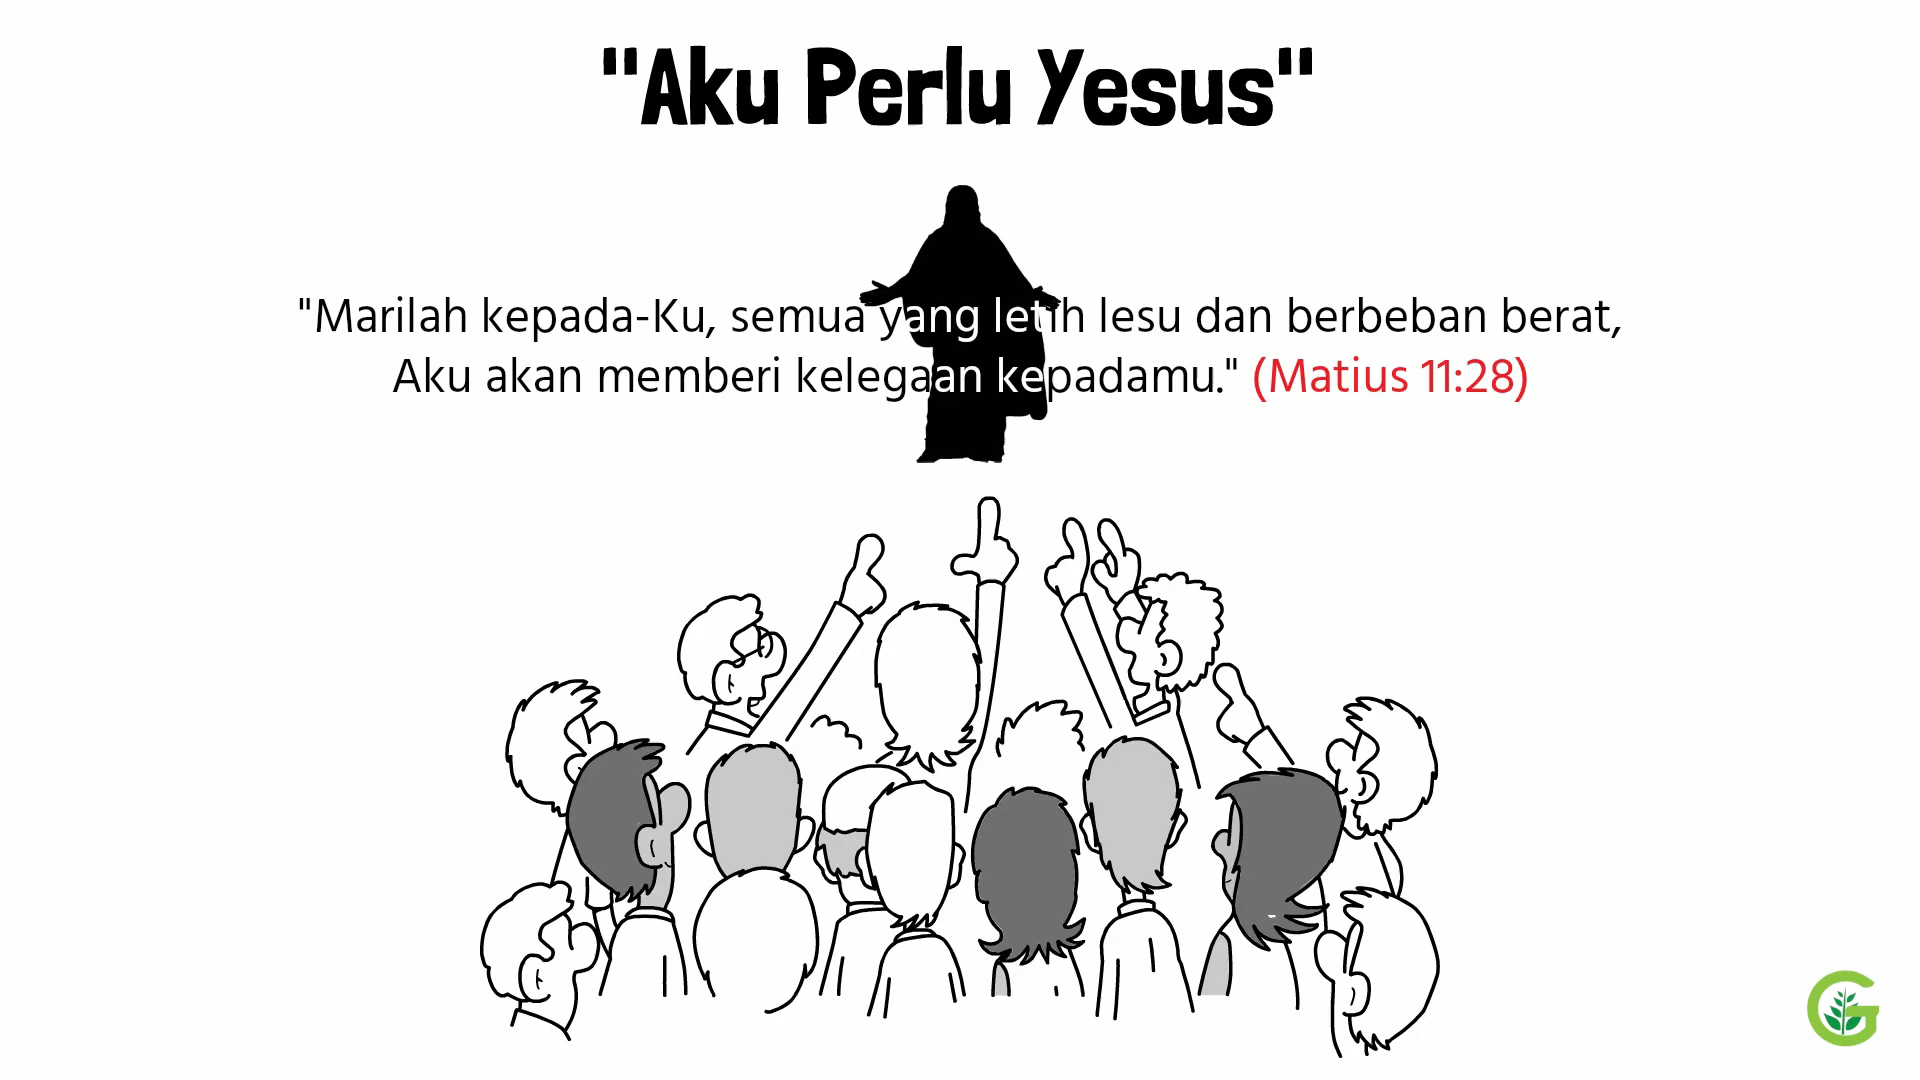 "Aku Perlu Yesus"
"Marilah kepada-Ku, semua yang letih lesu dan berbeban berat,
Aku akan memberi kelegaan kepadamu." (Matius 11:28)